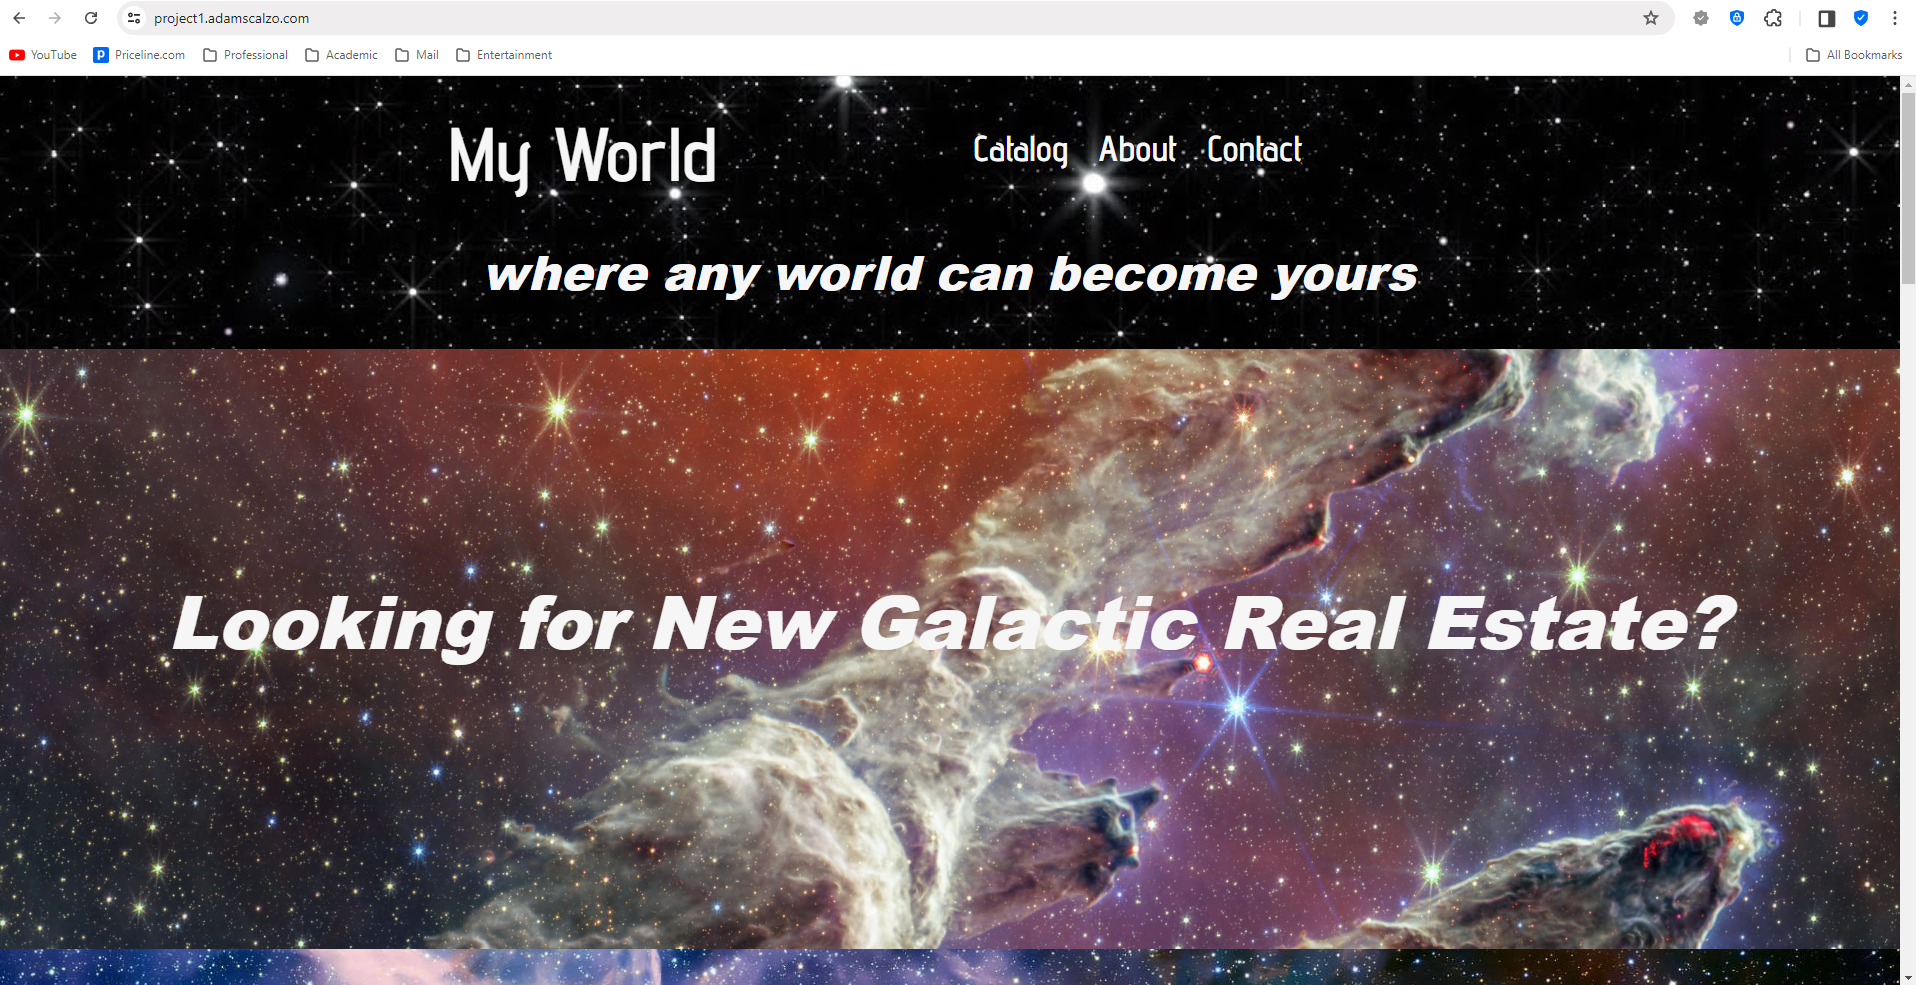 project1.adamscalzo.com
YouTube Priceline.com Professional Academic Mail Entertainment All Bookmarks
My World Catalog About Contact
where any world can become yours
Looking for New Galactic Real Estate?